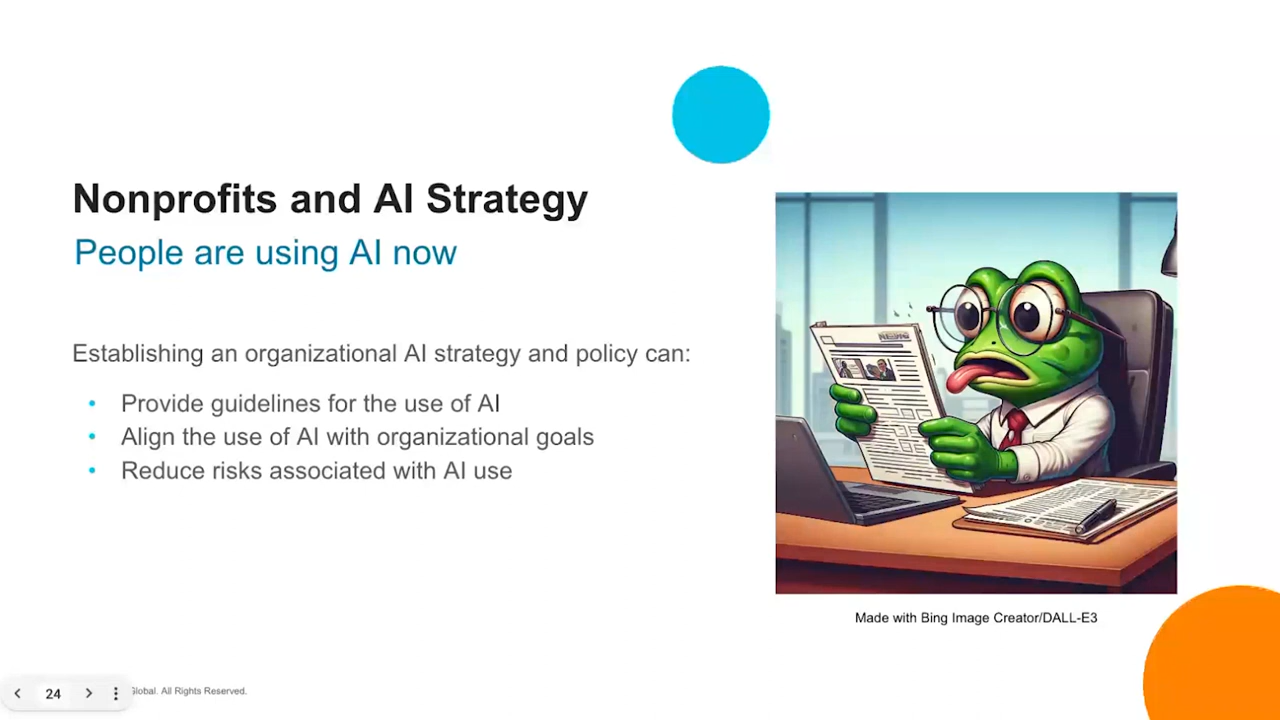 Nonprofits and AI Strategy
People are using AI now
Establishing an organizational AI strategy and policy can:
• Provide guidelines for the use of AI
• Align the use of AI with organizational goals
• Reduce risks associated with AI use
Made with Bing Image Creator/DALL-E3
24
Global. All Rights Reserved.